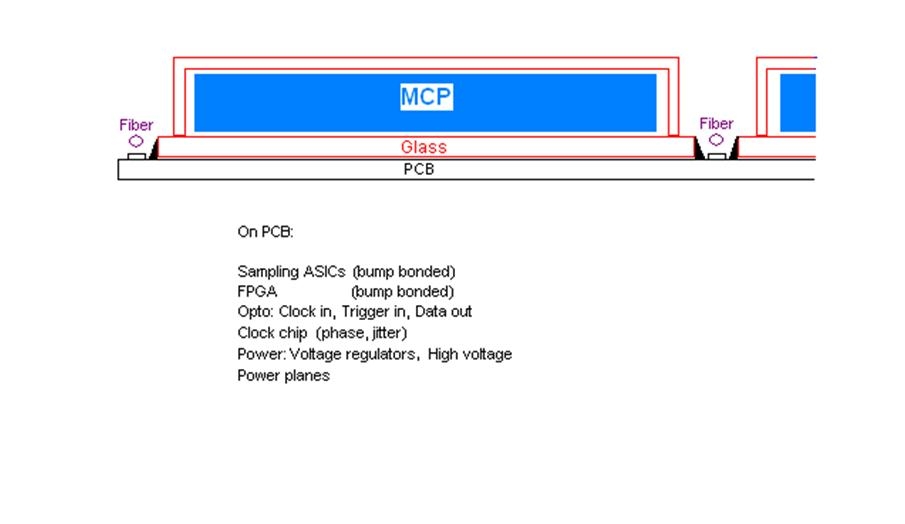 MCP
Fiber
Fiber
Glass
PCB
On PCB:
Sampling ASICs (bump bonded)
FPGA (bump bonded)
Opto: Clock in, Trigger in, Data out
Clock chip (phase, jitter)
Power: Voltage regulators, High voltage
Power planes